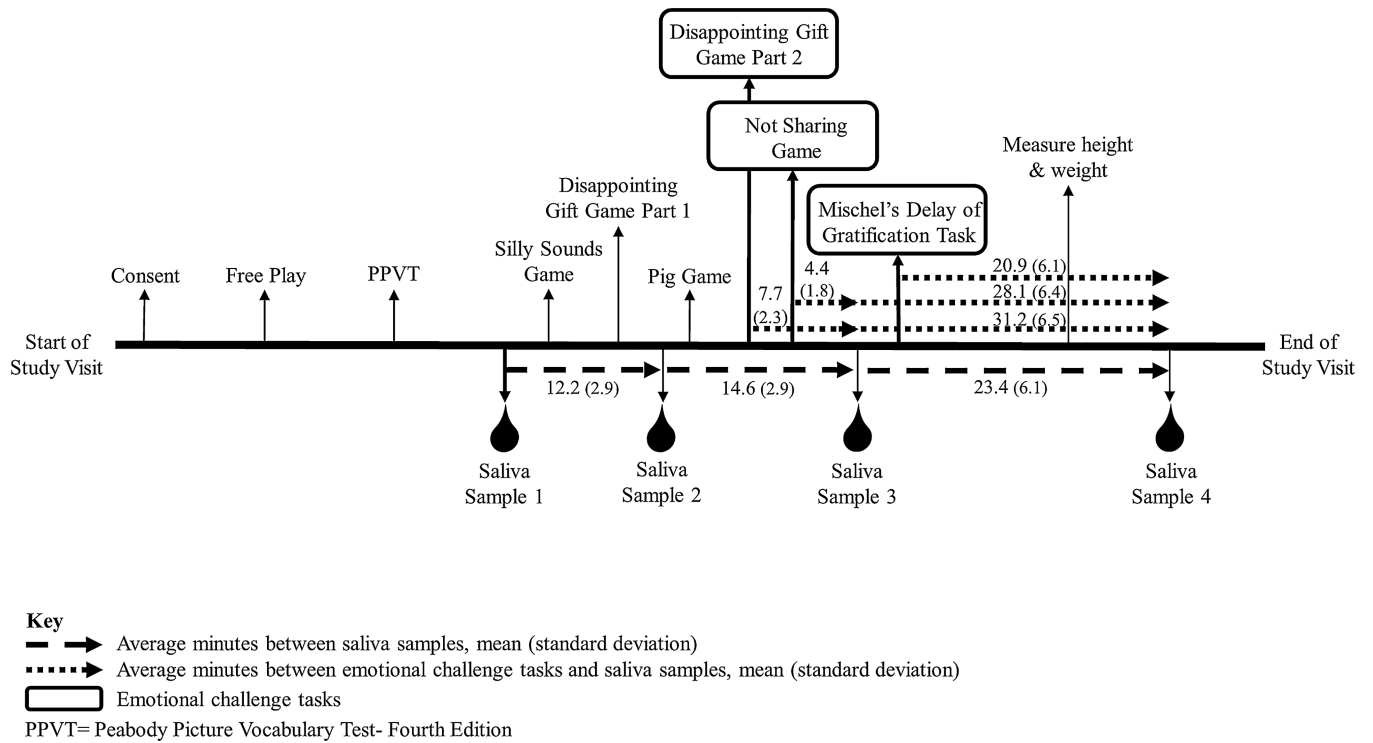 Disappointing Gift
Game Part 2
Not Sharing
Game
Measure height
& weight
Disappointing
Gift Game Part 1
Mischel's Delay of
Gratification Task
Silly Sounds
Game
Consent
Free Play
PPVT
Pig Game
4.4
(1.8)
7.7
(2.3)
20.9 (6.1)
28.1 (6.4)
31.2 (6.5)
Start of
Study Visit
End of
Study Visit
12.2 (2.9)
14.6 (2.9)
23.4 (6.1)
Saliva
Sample 1
Saliva
Sample 2
Saliva
Sample 3
Saliva
Sample 4
Key
Average minutes between saliva samples, mean (standard deviation)
Average minutes between emotional challenge tasks and saliva samples, mean (standard deviation)
Emotional challenge tasks
PPVT= Peabody Picture Vocabulary Test- Fourth Edition